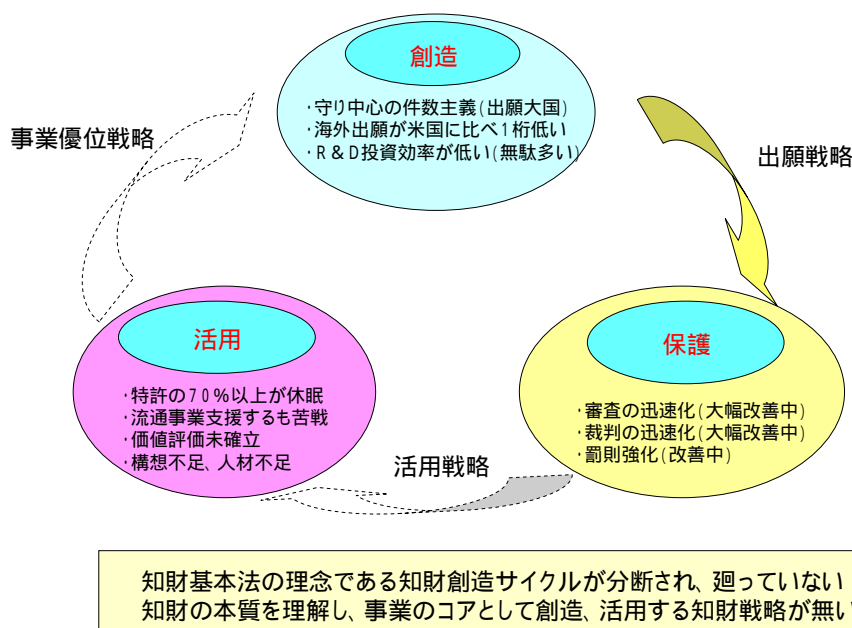 創造
・守り中心の件数主義(出願大国)
・海外出願が米国に比べ1桁低い
・R&D投資効率が低い(無駄多い)
事業優位戦略
出願戦略
活用
・特許の70%以上が休眠
・流通事業支援するも苦戦
・価値評価未確立
・構想不足、人材不足
保護
・審査の迅速化(大幅改善中)
・裁判の迅速化(大幅改善中)
・罰則強化(改善中)
活用戦略
知財基本法の理念である知財創造サイクルが分断され、廻っていない
知財の本質を理解し、事業のコアとして創造、活用する知財戦略が無い